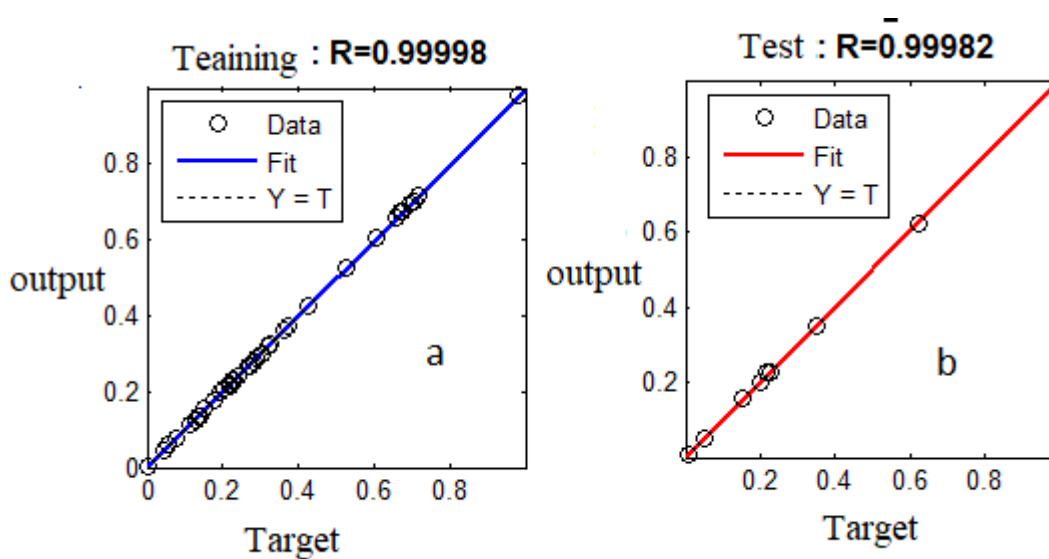 Teaining : R=0.99998
Data
Fit
Y = T
0.8
0.6
output
0.4
a
0.2
0
0 0.2 0.4 0.6 0.8
Target
Test : R=0.99982
Data
Fit
Y = T
0.8
0.6
output
0.4
b
0.2
0.2 0.4 0.6 0.8
Target